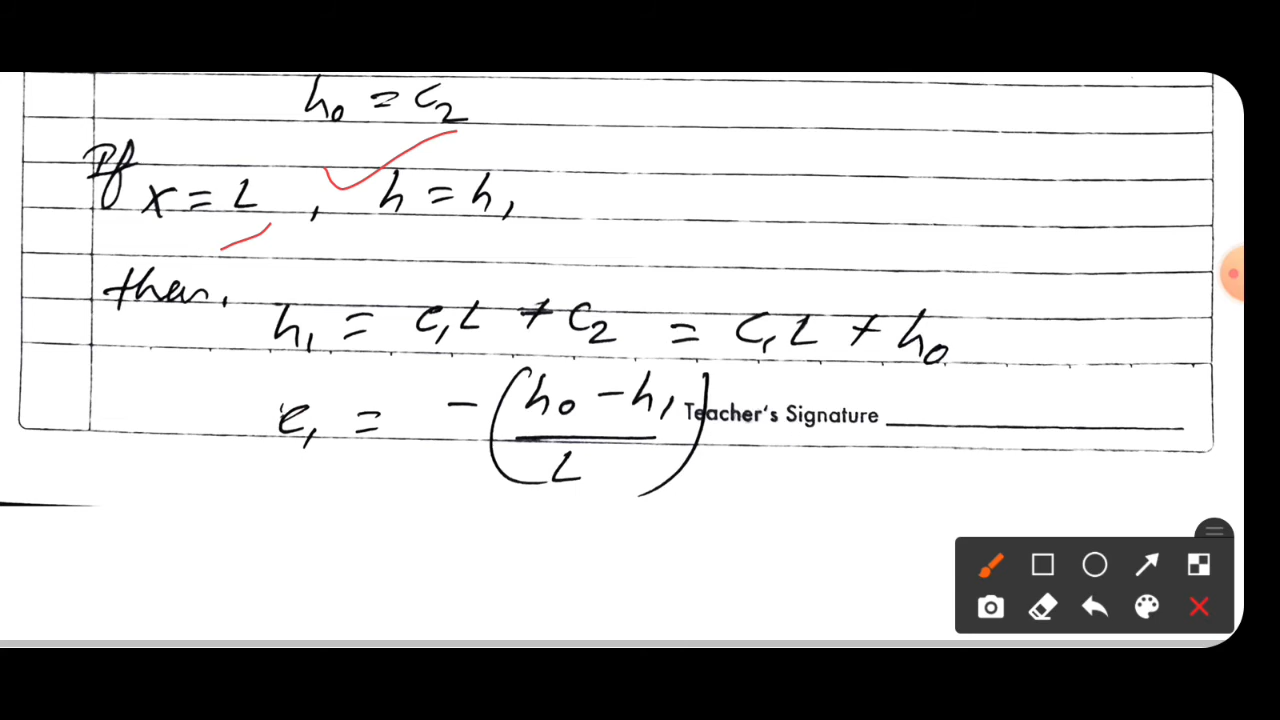 h₀ = c₂
If
x = L , h = h₁
then,
h₁ = c₁L + c₂ = c₁L + h₀
c₁ = -(h₀ - h₁ / L)
Teacher's Signature